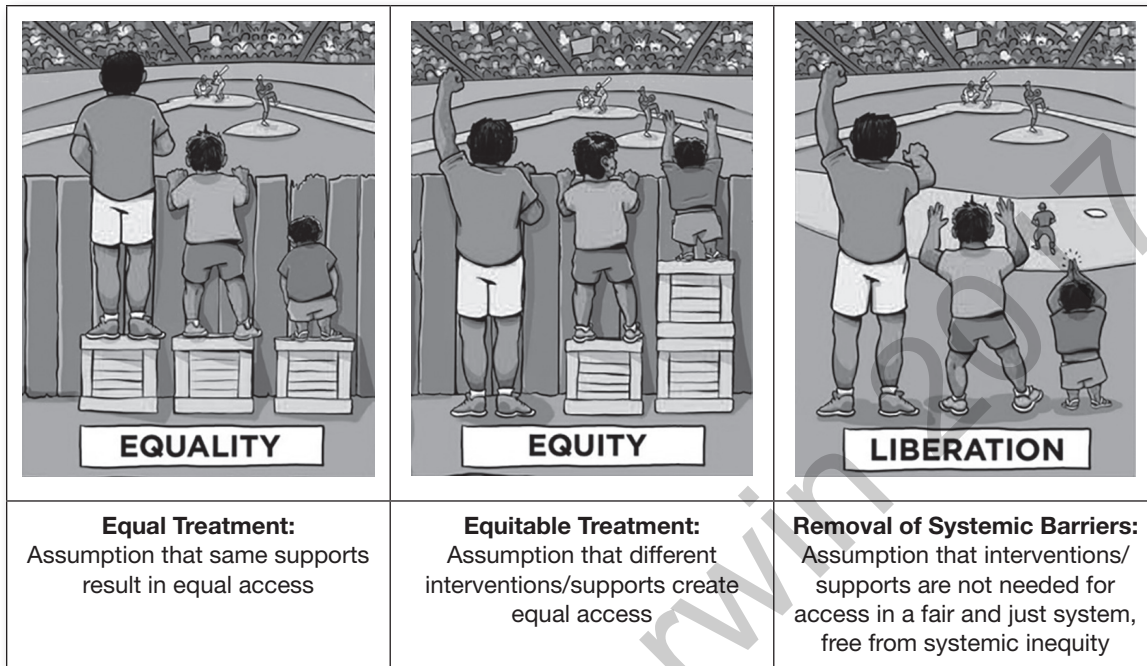 EQUALITY
EQUITY
LIBERATION
Equal Treatment:
Assumption that same supports
result in equal access
Equitable Treatment:
Assumption that different
interventions/supports create
equal access
Removal of Systemic Barriers:
Assumption that interventions/
supports are not needed for
access in a fair and just system,
free from systemic inequity
rwin 2017